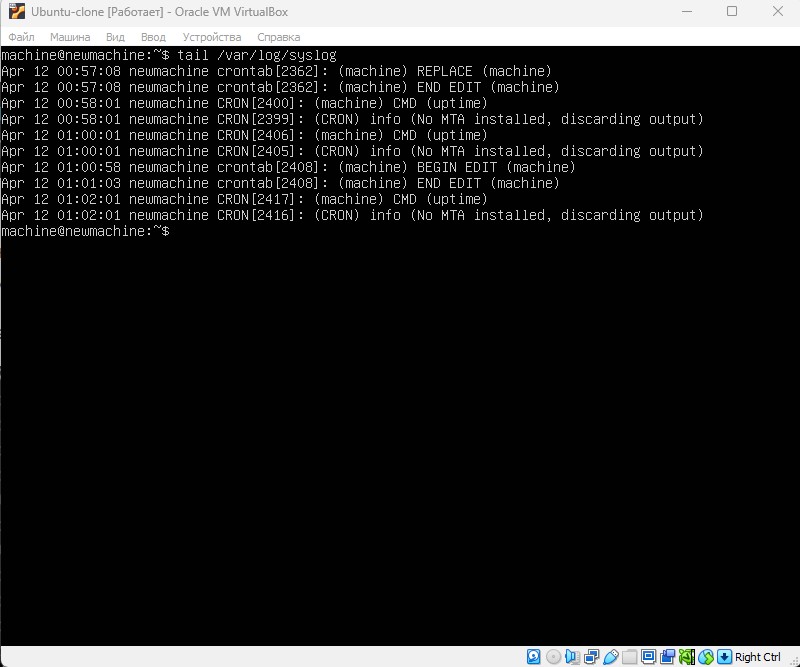 Ubuntu-clone [Работает] - Oracle VM VirtualBox
Файл Машина Вид Ввод Устройства Справка
machine@newmachine:~$ tail /var/log/syslog
Apr 12 00:57:08 newmachine crontab[2362]: (machine) REPLACE (machine)
Apr 12 00:57:08 newmachine crontab[2362]: (machine) END EDIT (machine)
Apr 12 00:58:01 newmachine CRON[2400]: (machine) CMD (uptime)
Apr 12 00:58:01 newmachine CRON[2399]: (CRON) info (No MTA installed, discarding output)
Apr 12 01:00:01 newmachine CRON[2406]: (machine) CMD (uptime)
Apr 12 01:00:01 newmachine CRON[2405]: (CRON) info (No MTA installed, discarding output)
Apr 12 01:00:58 newmachine crontab[2408]: (machine) BEGIN EDIT (machine)
Apr 12 01:01:03 newmachine crontab[2408]: (machine) END EDIT (machine)
Apr 12 01:02:01 newmachine CRON[2417]: (machine) CMD (uptime)
Apr 12 01:02:01 newmachine CRON[2416]: (CRON) info (No MTA installed, discarding output)
machine@newmachine:~$
Right Ctrl